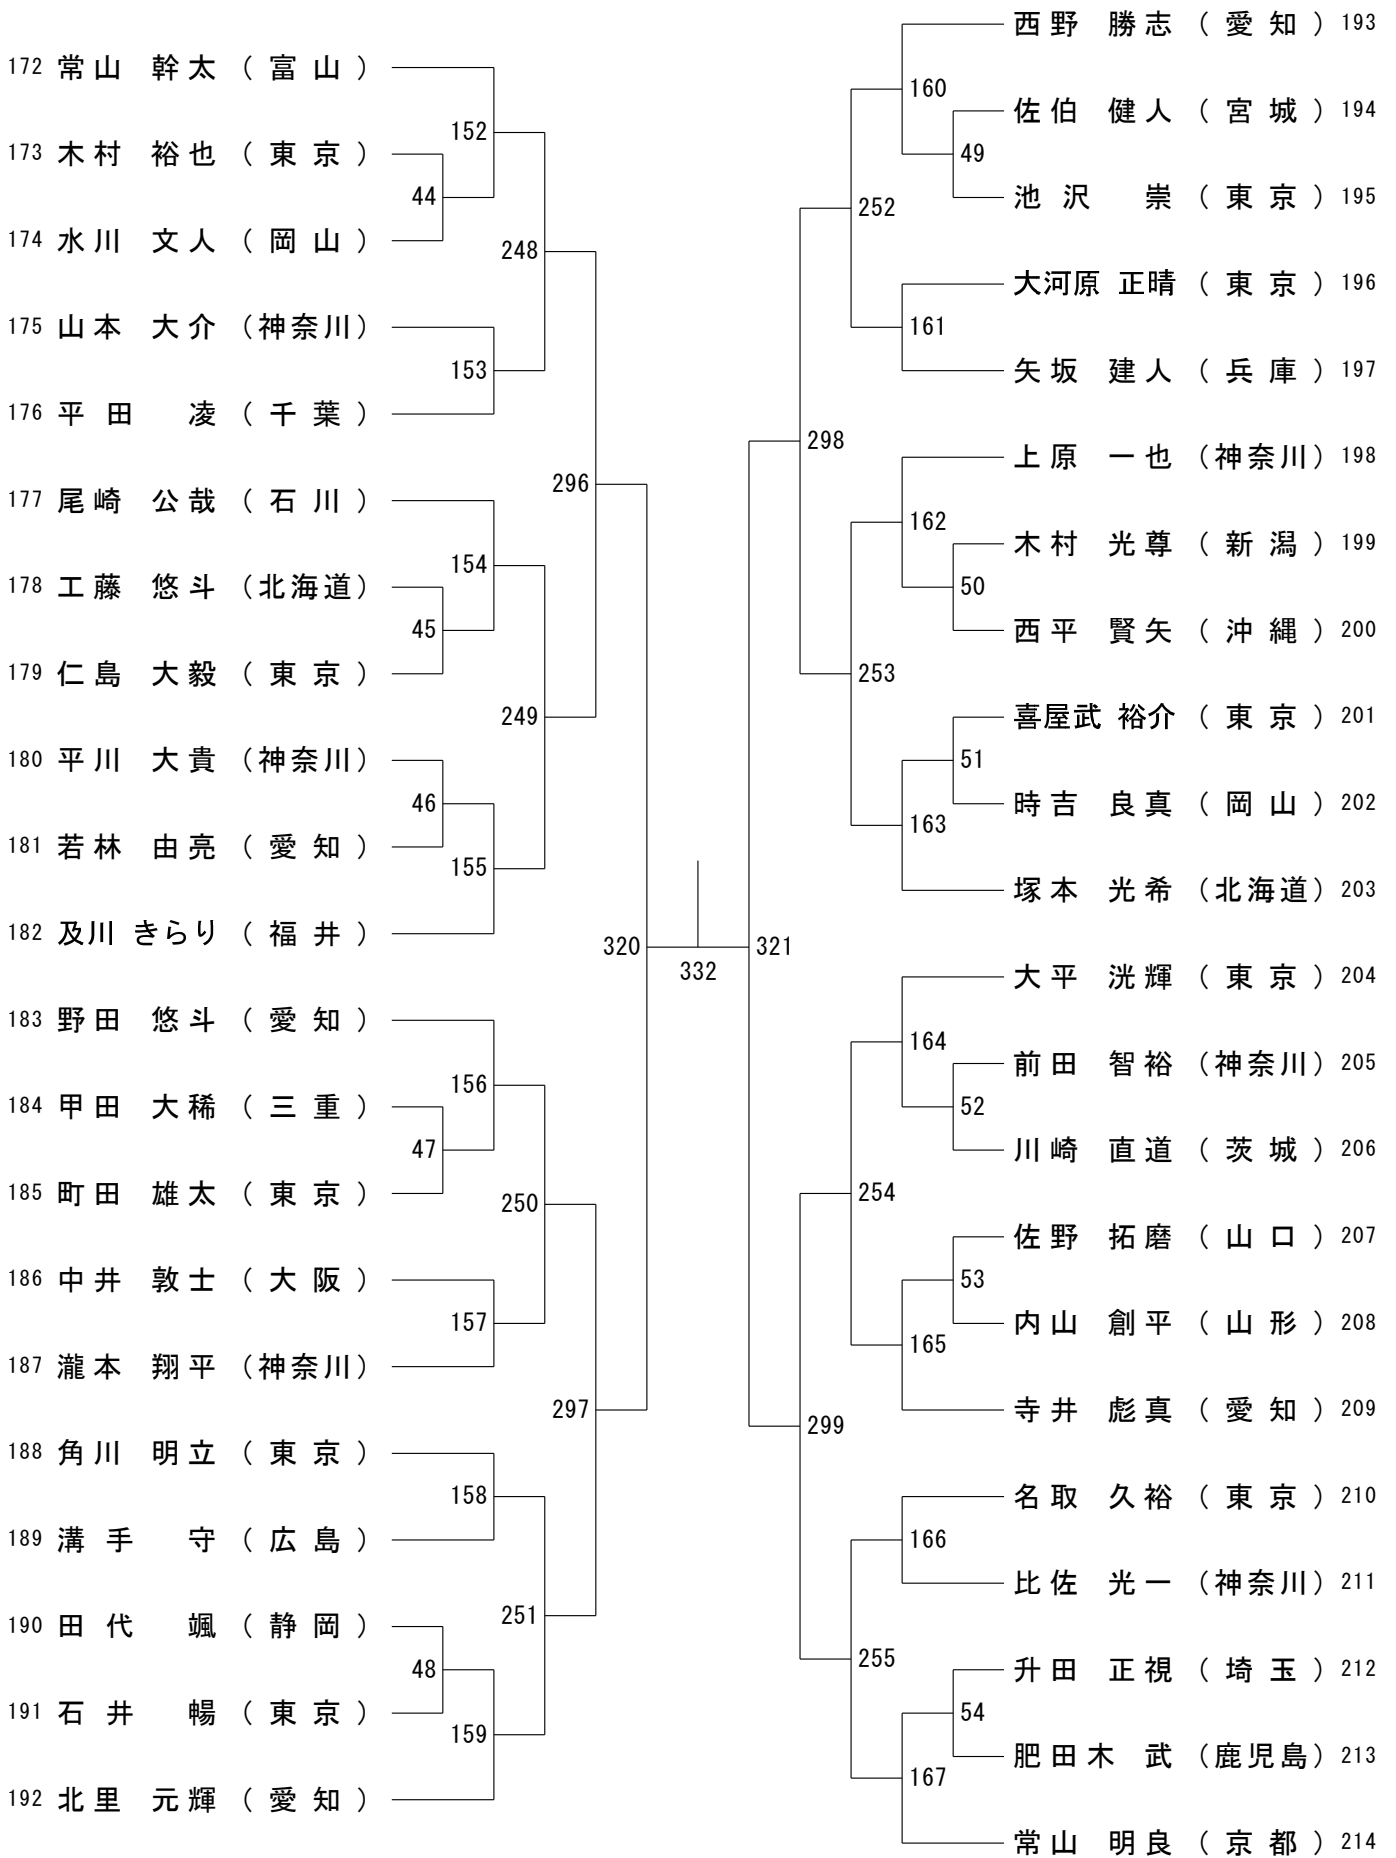 172 常山 幹太 (富山)
173 木村 裕也 (東京)
174 水川 文人 (岡山)
175 山本 大介 (神奈川)
176 平田 凌 (千葉)
177 尾崎 公哉 (石川)
178 工藤 悠斗 (北海道)
179 仁島 大毅 (東京)
180 平川 大貴 (神奈川)
181 若林 由亮 (愛知)
182 及川 きらり (福井)
183 野田 悠斗 (愛知)
184 甲田 大稀 (三重)
185 町田 雄太 (東京)
186 中井 敦士 (大阪)
187 瀧本 翔平 (神奈川)
188 角川 明立 (東京)
189 溝手 守 (広島)
190 田代 颯 (静岡)
191 石井 暢 (東京)
192 北里 元輝 (愛知)
44
45
46
47
48
152
153
154
155
156
157
158
159
248
249
250
251
296
297
320
332
321
298
299
252
253
254
255
160
161
162
163
164
165
166
167
49
50
51
52
53
54
西野 勝志 (愛知) 193
佐伯 健人 (宮城) 194
池沢 崇 (東京) 195
大河原 正晴 (東京) 196
矢坂 建人 (兵庫) 197
上原 一也 (神奈川) 198
木村 光尊 (新潟) 199
西平 賢矢 (沖縄) 200
喜屋武 裕介 (東京) 201
時吉 良真 (岡山) 202
塚本 光希 (北海道) 203
大平 洸輝 (東京) 204
前田 智裕 (神奈川) 205
川崎 直道 (茨城) 206
佐野 拓磨 (山口) 207
内山 創平 (山形) 208
寺井 彪真 (愛知) 209
名取 久裕 (東京) 210
比佐 光一 (神奈川) 211
升田 正視 (埼玉) 212
肥田木 武 (鹿児島) 213
常山 明良 (京都) 214